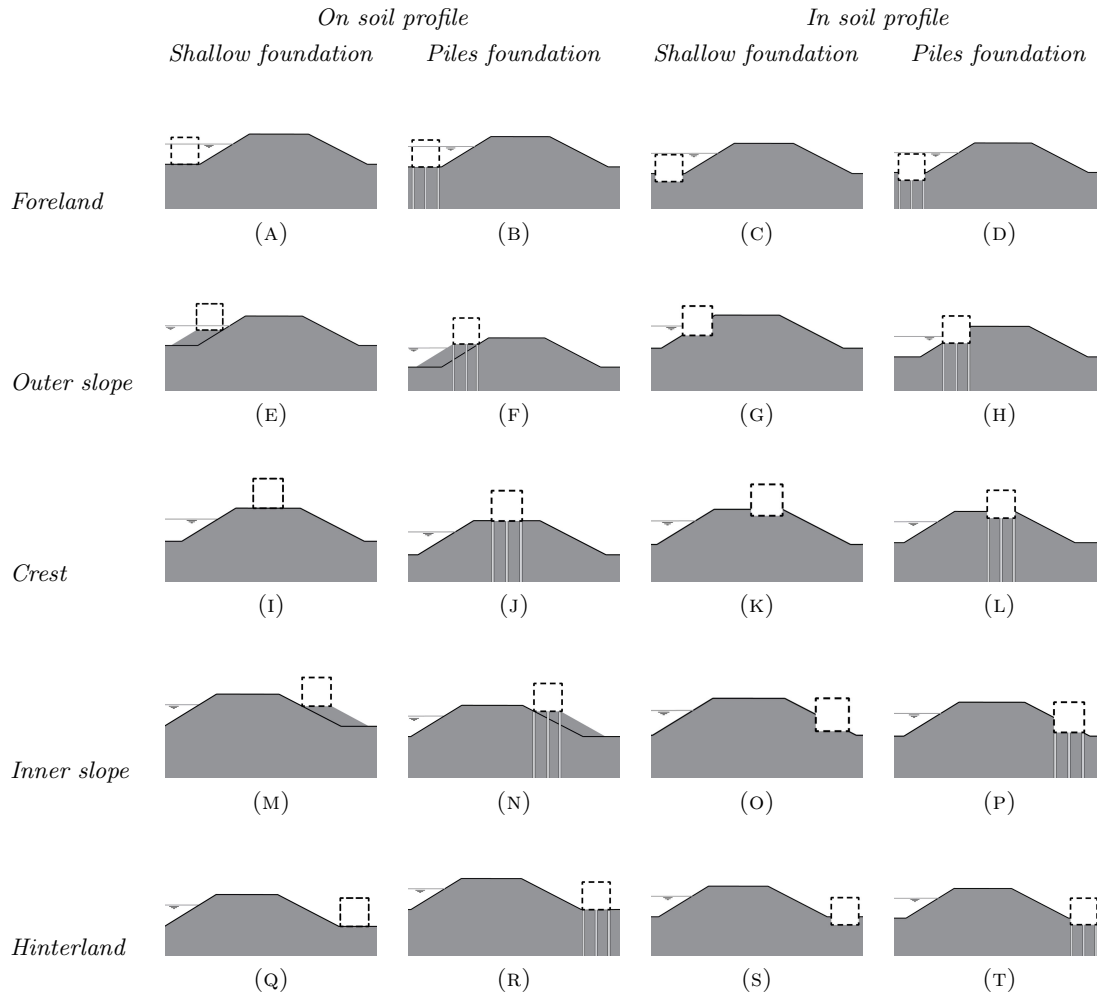 On soil profile In soil profile
Shallow foundation Piles foundation Shallow foundation Piles foundation
Foreland
(A) (B) (C) (D)
Outer slope
(E) (F) (G) (H)
Crest
(I) (J) (K) (L)
Inner slope
(M) (N) (O) (P)
Hinterland
(Q) (R) (S) (T)